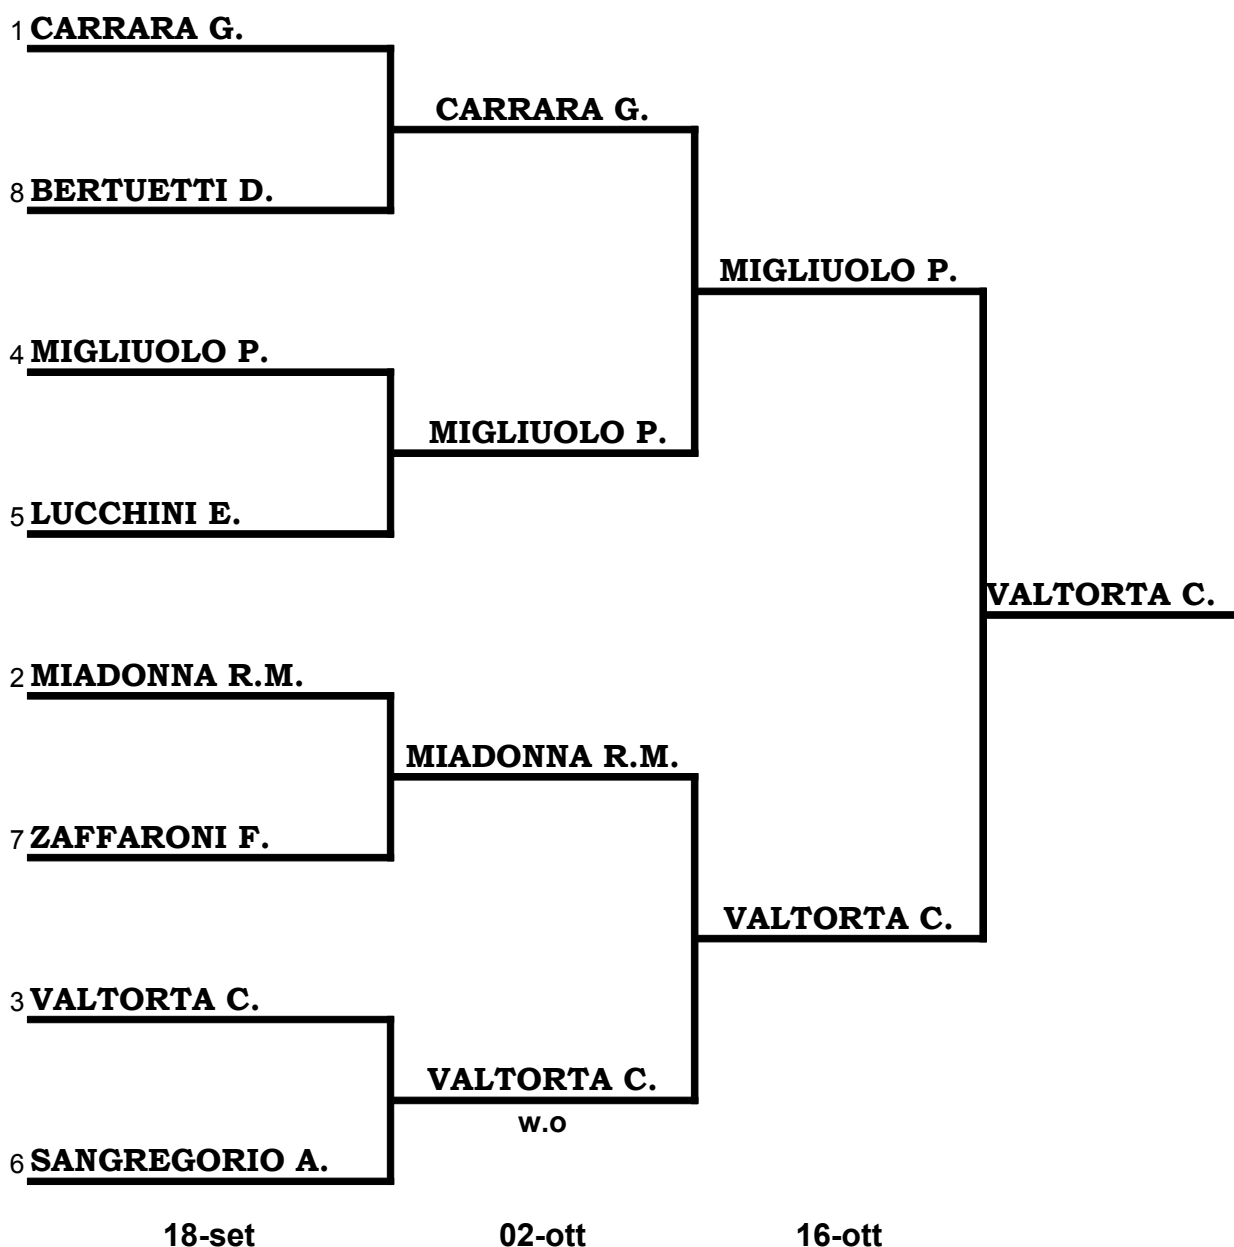 1 CARRARA G.
CARRARA G.
8 BERTUETTI D.
MIGLIUOLO P.
4 MIGLIUOLO P.
MIGLIUOLO P.
5 LUCCHINI E.
VALTORTA C.
2 MIADONNA R.M.
MIADONNA R.M.
7 ZAFFARONI F.
VALTORTA C.
3 VALTORTA C.
VALTORTA C.
w.o
6 SANGREGORIO A.
18-set 02-ott 16-ott